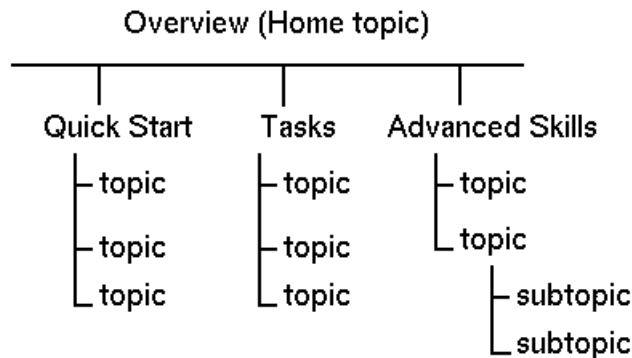 Overview (Home topic)
Quick Start Tasks Advanced Skills
topic topic topic
topic topic topic
topic topic
subtopic
subtopic